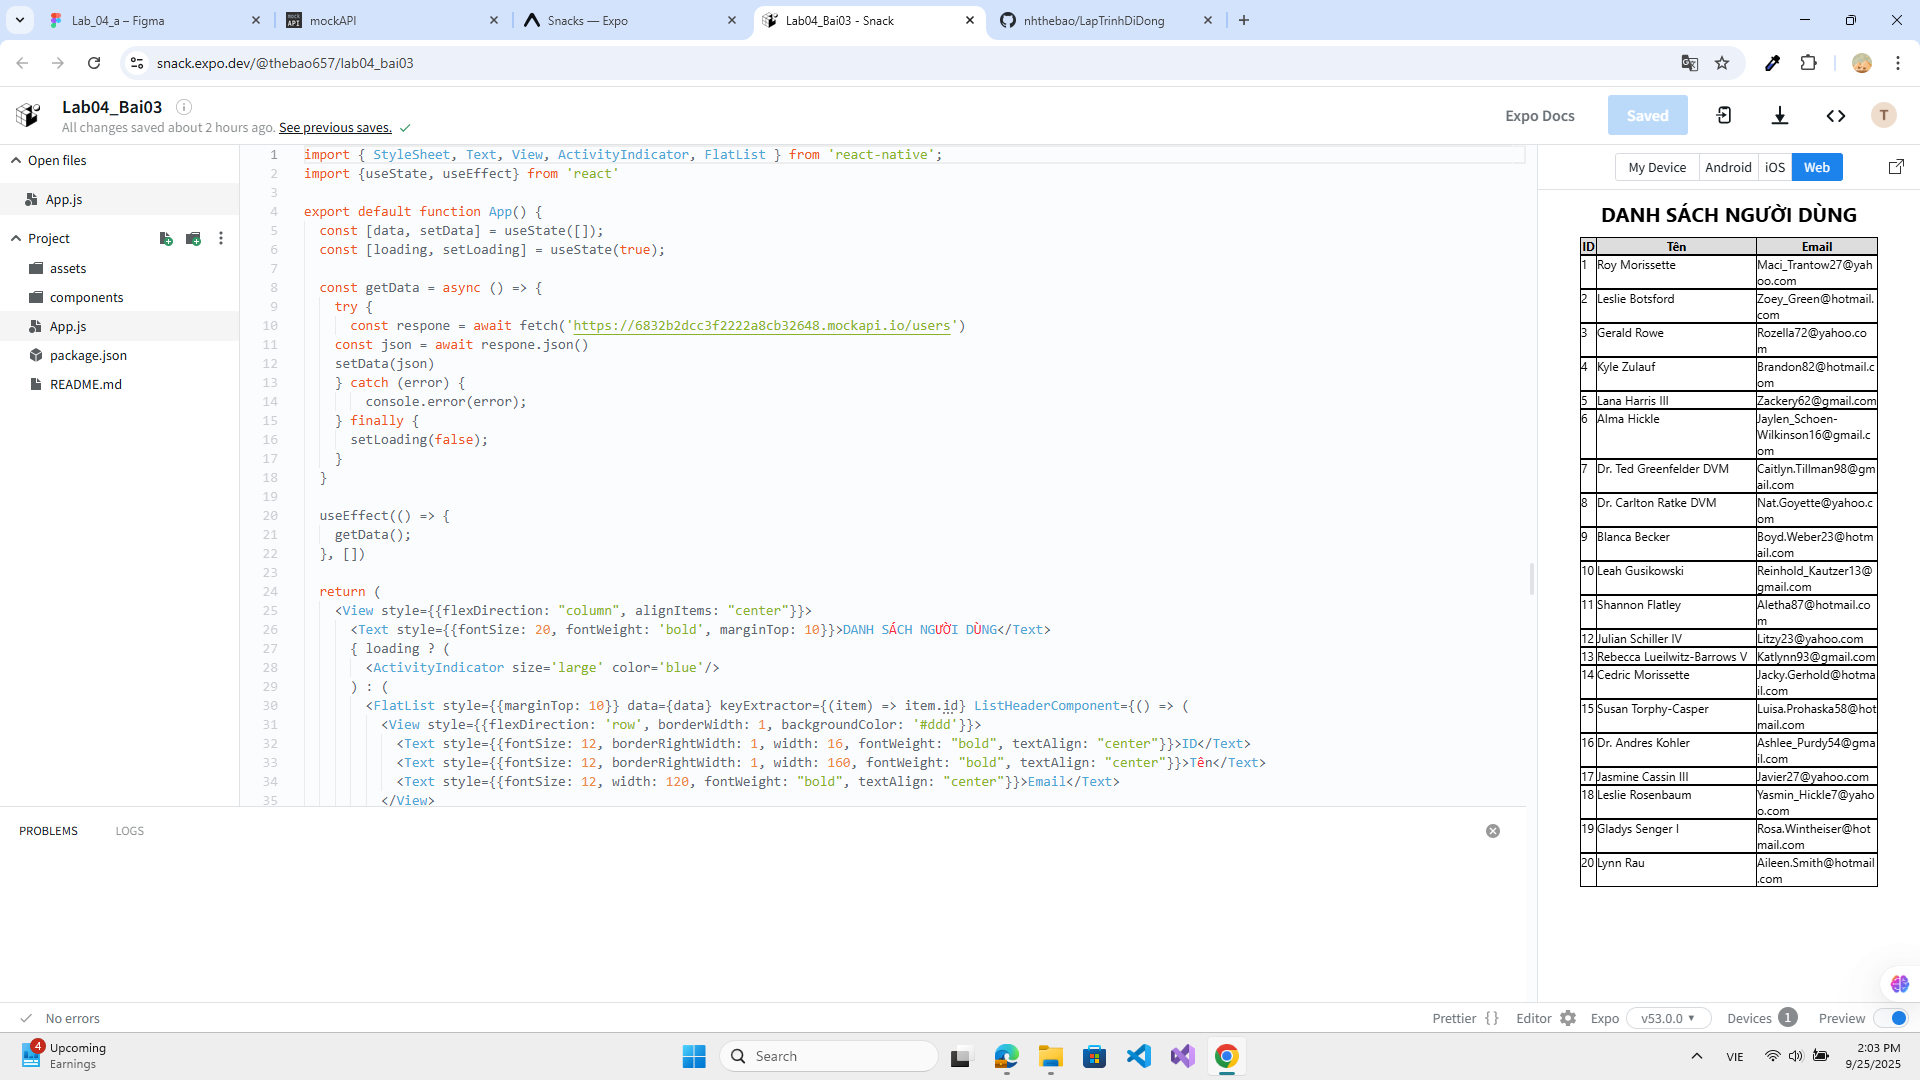 Lab_04_a – Figma
mockAPI
Snacks — Expo
Lab04_Bai03 - Snack
nhthebao/LapTrinhDiDong
snack.expo.dev/@thebao657/lab04_bai03
Lab04_Bai03
All changes saved about 2 hours ago. See previous saves.
Expo Docs
Saved
T
Open files
App.js
Project
assets
components
App.js
package.json
README.md
1 import { StyleSheet, Text, View, ActivityIndicator, FlatList } from 'react-native';
2 import {useState, useEffect} from 'react'
3
4 export default function App() {
5 const [data, setData] = useState([]);
6 const [loading, setLoading] = useState(true);
7
8 const getData = async () => {
9 try {
10 const respone = await fetch('https://6832b2dcc3f2222a8cb32648.mockapi.io/users')
11 const json = await respone.json()
12 setData(json)
13 } catch (error) {
14 console.error(error);
15 } finally {
16 setLoading(false);
17 }
18 }
19
20 useEffect(() => {
21 getData();
22 }, [])
23
24 return (
25 <View style={{flexDirection: "column", alignItems: "center"}}>
26 <Text style={{fontSize: 20, fontWeight: 'bold', marginTop: 10}}>DANH SÁCH NGƯỜI DÙNG</Text>
27 { loading ? (
28 <ActivityIndicator size='large' color='blue'/>
29 ) : (
30 <FlatList style={{marginTop: 10}} data={data} keyExtractor={(item) => item.id} ListHeaderComponent={() => (
31 <View style={{flexDirection: 'row', borderWidth: 1, backgroundColor: '#ddd'}}>
32 <Text style={{fontSize: 12, borderRightWidth: 1, width: 16, fontWeight: "bold", textAlign: "center"}}>ID</Text>
33 <Text style={{fontSize: 12, borderRightWidth: 1, width: 160, fontWeight: "bold", textAlign: "center"}}>Tên</Text>
34 <Text style={{fontSize: 12, width: 120, fontWeight: "bold", textAlign: "center"}}>Email</Text>
35 </View>
My Device
Android
iOS
Web
DANH SÁCH NGƯỜI DÙNG
ID Tên Email
1 Roy Morissette Maci_Trantow27@yah
oo.com
2 Leslie Botsford Zoey_Green@hotmail.
com
3 Gerald Rowe Rozella72@yahoo.co
m
4 Kyle Zulauf Brandon82@hotmail.c
om
5 Lana Harris III Zackery62@gmail.com
6 Alma Hickle Jaylen_Schoen-
Wilkinson16@gmail.c
om
7 Dr. Ted Greenfelder DVM Caitlyn.Tillman98@gm
ail.com
8 Dr. Carlton Ratke DVM Nat.Goyette@yahoo.c
om
9 Blanca Becker Boyd.Weber23@hotm
ail.com
10 Leah Gusikowski Reinhold_Kautzer13@
gmail.com
11 Shannon Flatley Aletha87@hotmail.co
m
12 Julian Schiller IV Litzy23@yahoo.com
13 Rebecca Lueilwitz-Barrows V Katlynn93@gmail.com
14 Cedric Morissette Jacky.Gerhold@hotma
il.com
15 Susan Torphy-Casper Luisa.Prohaska58@hot
mail.com
16 Dr. Andres Kohler Ashlee_Purdy54@gma
il.com
17 Jasmine Cassin III Javier27@yahoo.com
18 Leslie Rosenbaum Yasmin_Hickle7@yaho
o.com
19 Gladys Senger I Rosa.Wintheiser@hot
mail.com
20 Lynn Rau Aileen.Smith@hotmail
.com
PROBLEMS
LOGS
No errors
Prettier { }
Editor
Expo
v53.0.0
Devices 1
Preview
4
Upcoming
Earnings
Search
VIE
2:03 PM
9/25/2025